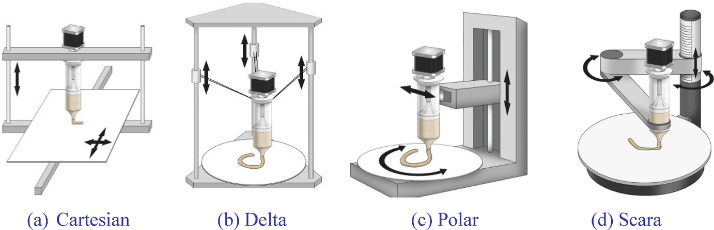 (a) Cartesian
(b) Delta
(c) Polar
(d) Scara